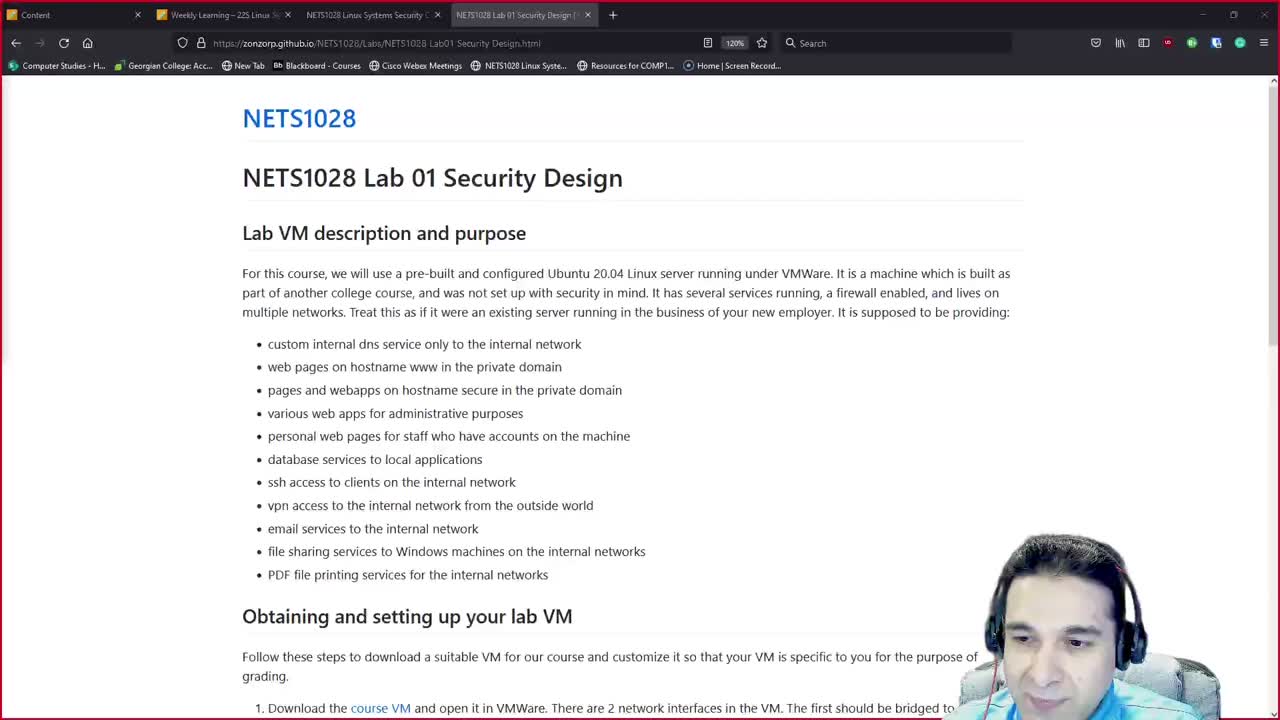 Content
Weekly Learning – 22S Linux Sy
NETS1028 Linux Systems Security C
NETS1028 Lab 01 Security Design |
https://zonzorp.github.io/NETS1028/Labs/NETS1028 Lab01 Security Design.html
120%
Search
Computer Studies - H...
Georgian College: Acc...
New Tab
Bb Blackboard - Courses
Cisco Webex Meetings
NETS1028 Linux Syste...
Resources for COMP1...
Home | Screen Record...
NETS1028
NETS1028 Lab 01 Security Design
Lab VM description and purpose
For this course, we will use a pre-built and configured Ubuntu 20.04 Linux server running under VMWare. It is a machine which is built as
part of another college course, and was not set up with security in mind. It has several services running, a firewall enabled, and lives on
multiple networks. Treat this as if it were an existing server running in the business of your new employer. It is supposed to be providing:
• custom internal dns service only to the internal network
• web pages on hostname www in the private domain
• pages and webapps on hostname secure in the private domain
• various web apps for administrative purposes
• personal web pages for staff who have accounts on the machine
• database services to local applications
• ssh access to clients on the internal network
• vpn access to the internal network from the outside world
• email services to the internal network
• file sharing services to Windows machines on the internal networks
• PDF file printing services for the internal networks
Obtaining and setting up your lab VM
Follow these steps to download a suitable VM for our course and customize it so that your VM is specific to you for the purpose of
grading.
1. Download the course VM and open it in VMWare. There are 2 network interfaces in the VM. The first should be bridged to